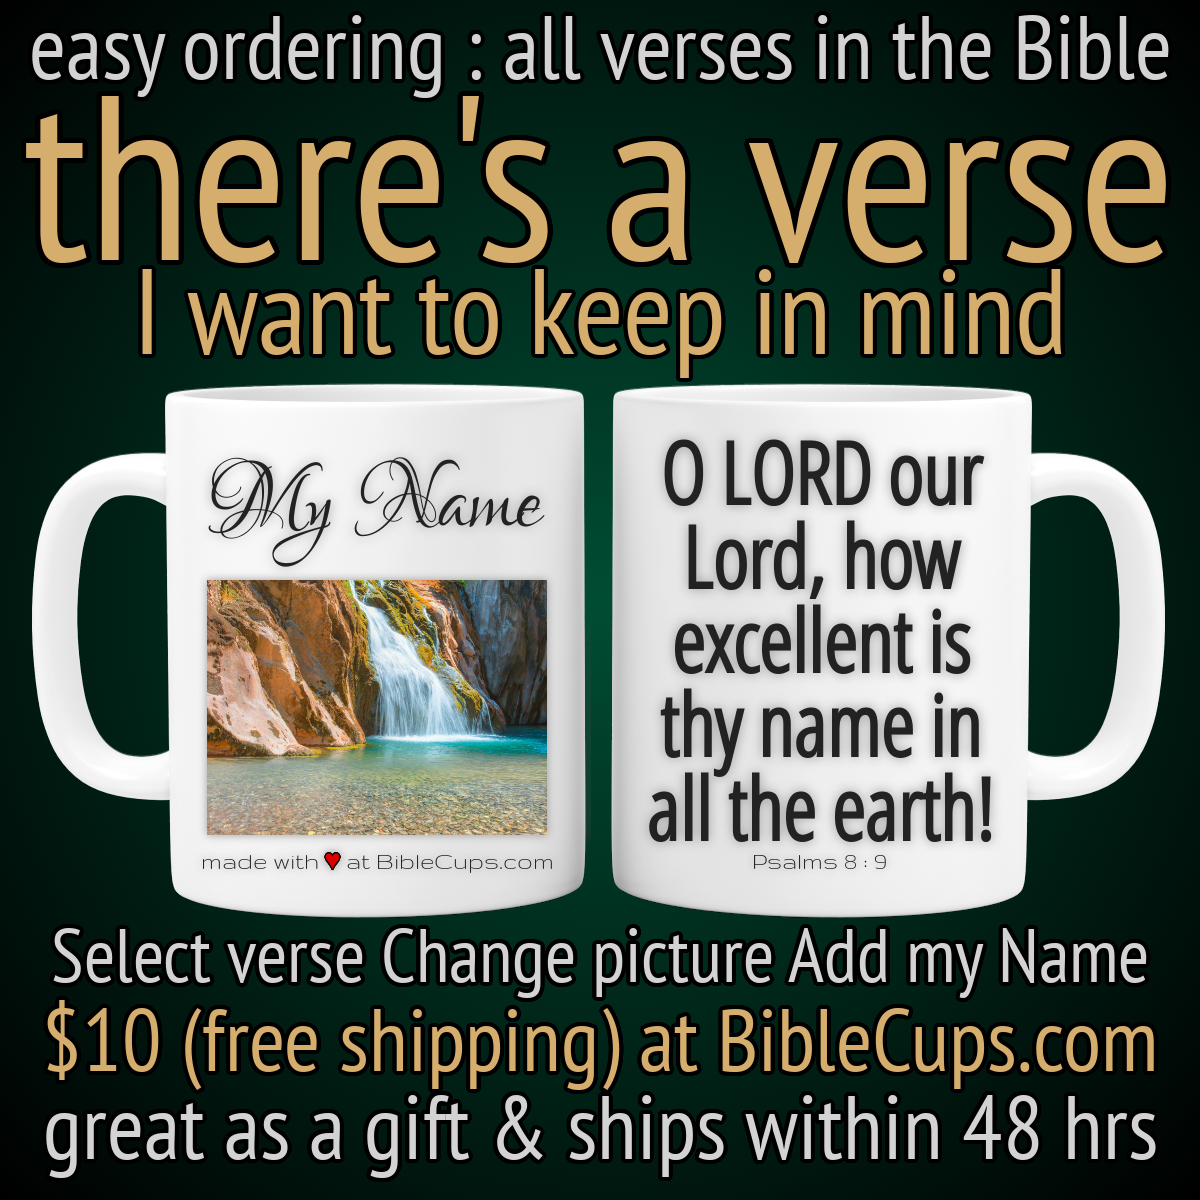 easy ordering : all verses in the Bible
there's a verse
I want to keep in mind
My Name
made with at BibleCups.com
O LORD our
Lord, how
excellent is
thy name in
all the earth!
Psalms 8 : 9
Select verse Change picture Add my Name
$10 (free shipping) at BibleCups.com
great as a gift & ships within 48 hrs